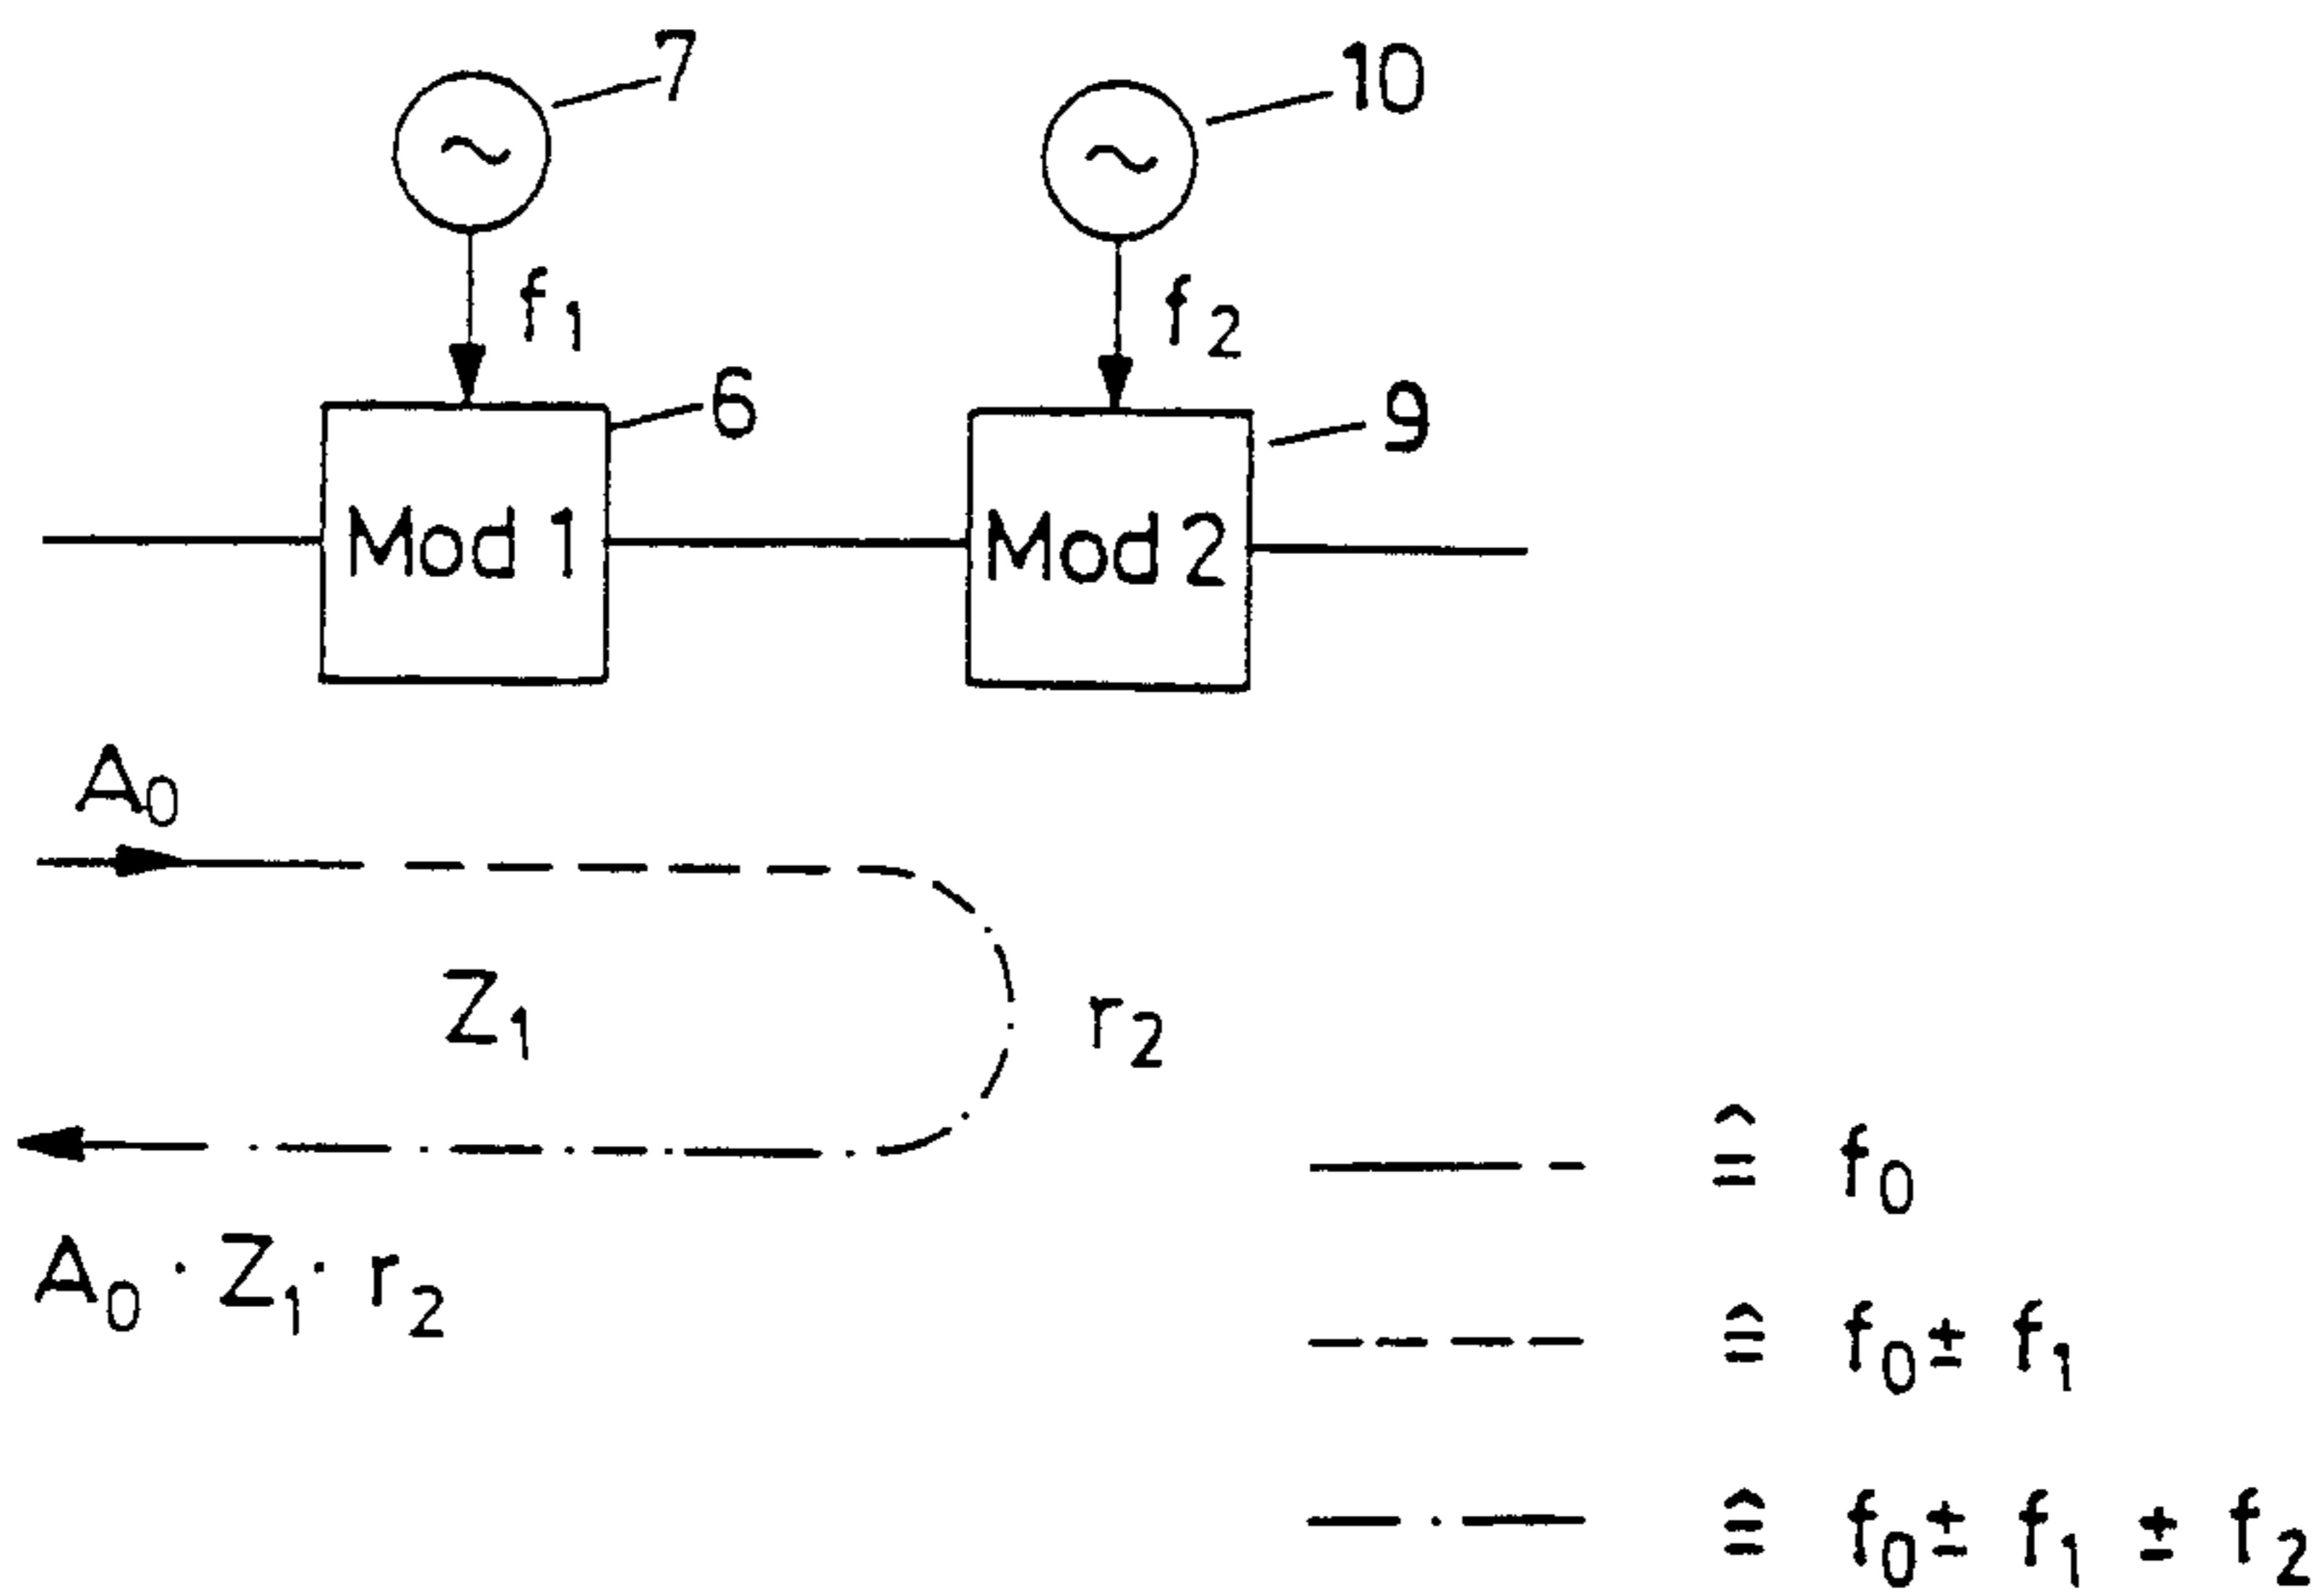 7
10
f1
f2
6
9
Mod 1
Mod 2
A0
Z1
r2
A0 · Z1 · r2
≙ f0
≙ f0 ± f1
≙ f0 ± f1 ± f2